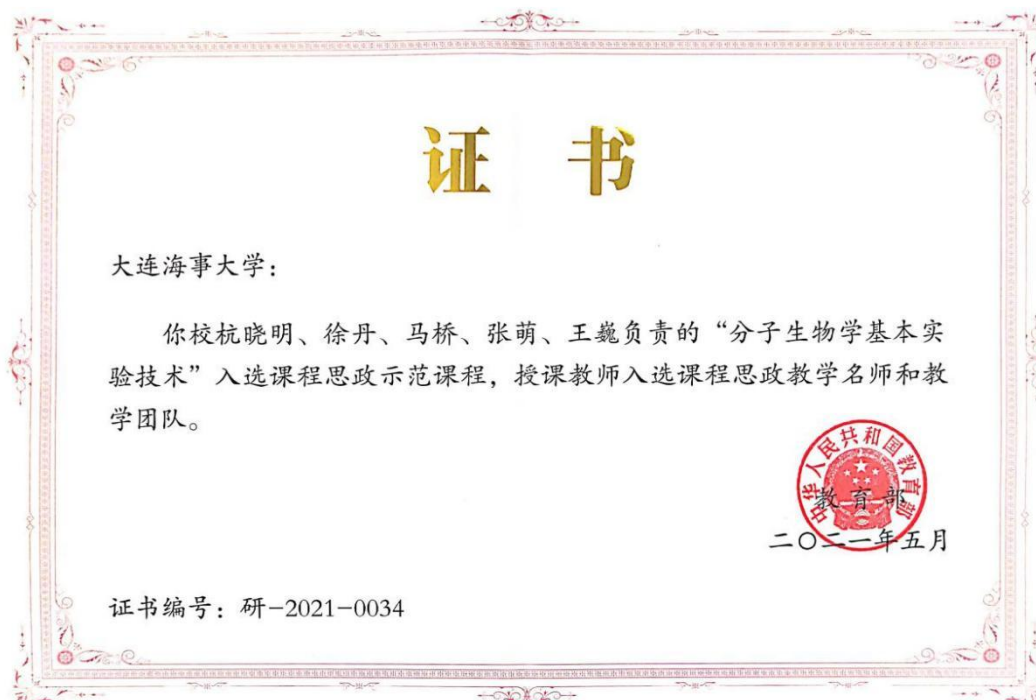 证 书
大连海事大学：
你校杭晓明、徐丹、马桥、张萌、王巍负责的“分子生物学基本实
验技术”入选课程思政示范课程，授课教师入选课程思政教学名师和教
学团队。
中华人民共和国教育部
教育部
二〇二一年五月
证书编号：研-2021-0034